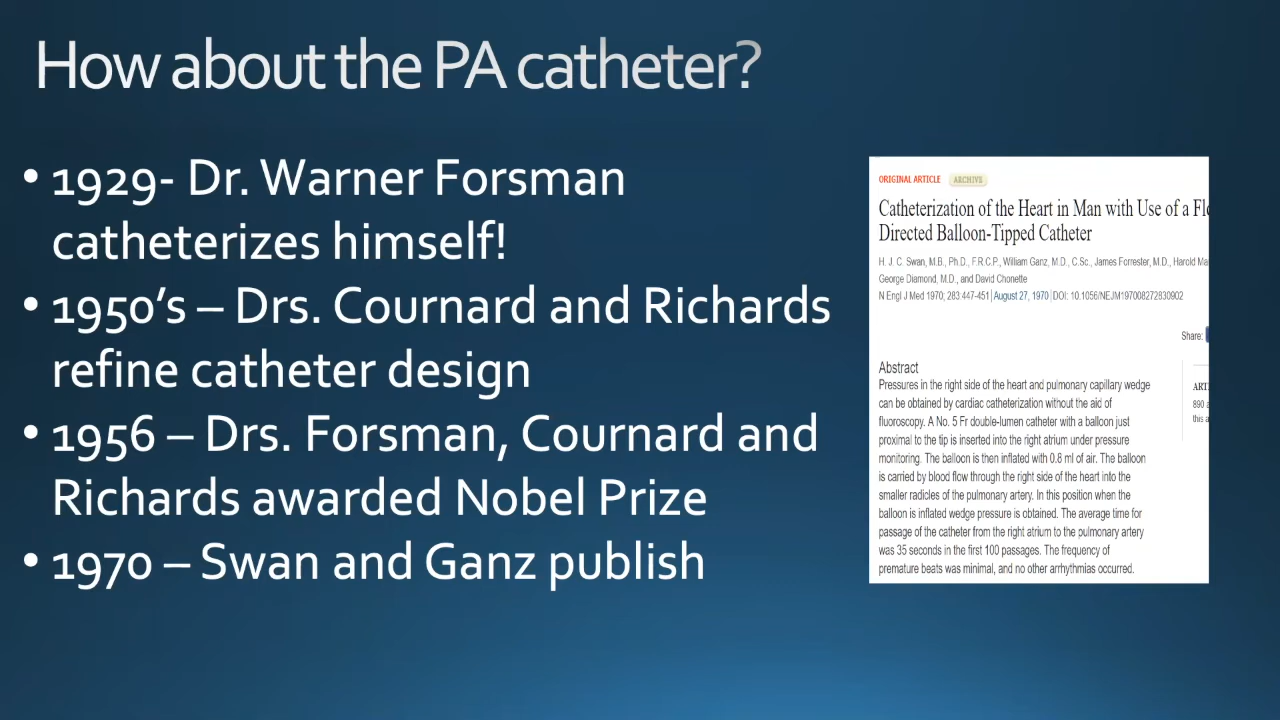 How about the PA catheter?
• 1929- Dr. Warner Forsman
catheterizes himself!
• 1950's – Drs. Cournard and Richards
refine catheter design
• 1956 – Drs. Forsman, Cournard and
Richards awarded Nobel Prize
• 1970 – Swan and Ganz publish
ORIGINAL ARTICLE ARCHIVE
Catheterization of the Heart in Man with Use of a
Directed Balloon-Tipped Catheter
H. J. C. Swan, M.B., Ph.D., F.R.C.P., William Ganz, M.D., C.Sc., James Forrester, M.D., Harold
George Diamond, M.D., and David Chonette
N Engl J Med 1970; 283:447-451 | August 27, 1970 | DOI: 10.1056/NEJM197008272830902
Share:
Abstract
Pressures in the right side of the heart and pulmonary capillary wedge
can be obtained by cardiac catheterization without the aid of
fluoroscopy. A No. 5 Fr double-lumen catheter with a balloon just
proximal to the tip is inserted into the right atrium under pressure
monitoring. The balloon is then inflated with 0.8 ml of air. The balloon
is carried by blood flow through the right side of the heart into the
smaller radicles of the pulmonary artery. In this position when the
balloon is inflated wedge pressure is obtained. The average time for
passage of the catheter from the right atrium to the pulmonary artery
was 35 seconds in the first 100 passages. The frequency of
premature beats was minimal, and no other arrhythmias occurred.
890
this